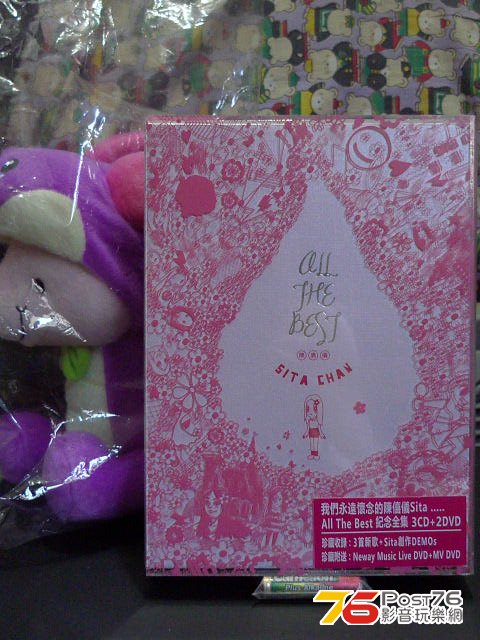 ALL
THE
BEST
陳僖儀
SITA CHAN
我們永遠懷念的陳僖儀Sita .....
All The Best 紀念全集 3CD+2DVD
珍藏收錄：3首新歌+Sita創作DEMOs
珍藏附送：Neway Music Live DVD+MV DVD
Plus Alkaline
76 Post76
影音玩樂網